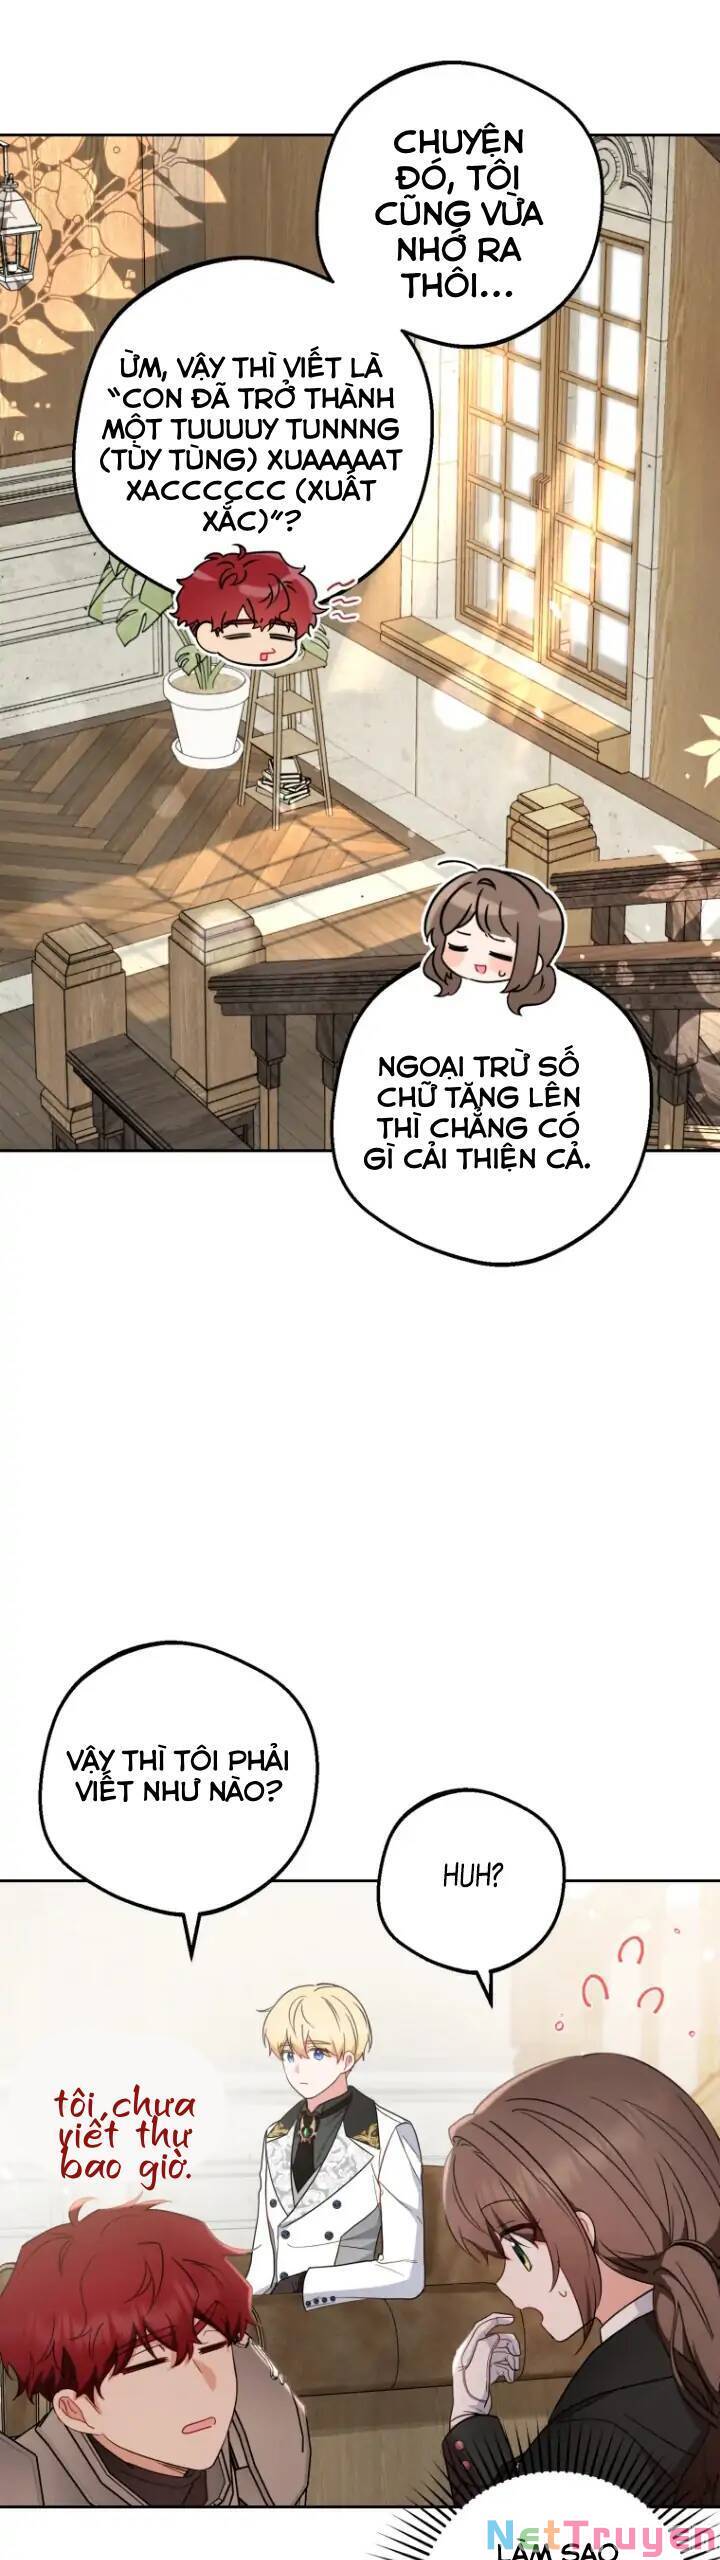 CHUYỆN
ĐÓ, TÔI
CŨNG VỪA
NHỚ RA
THÔI...
ỪM, VẬY THÌ VIẾT LÀ
"CON ĐÃ TRỞ THÀNH
MỘT TUUUUY TUNNNG
(TÙY TÙNG) XUAAAAAT
XACCCCCC (XUẤT
XẮC)"?
NGOẠI TRỪ SỐ
CHỮ TĂNG LÊN
THÌ CHẲNG CÓ
GÌ CẢI THIỆN CẢ.
VẬY THÌ TÔI PHẢI
VIẾT NHƯ NÀO?
HUH?
tôi chưa
viết thư
bao giờ.
LÀM SAO
NetTruyen